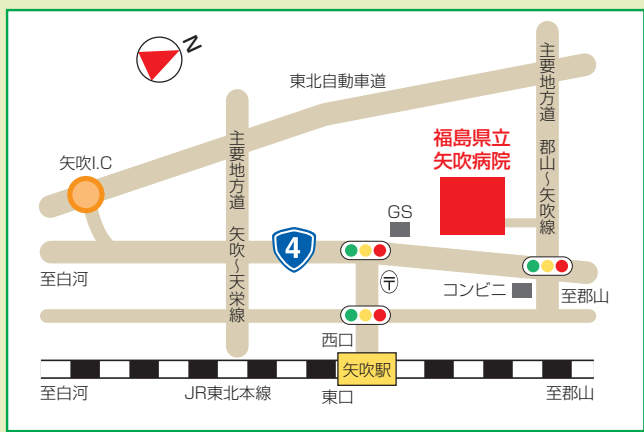 N
東北自動車道
主要地方道 郡山〜矢吹線
主要地方道 矢吹〜天栄線
福島県立
矢吹病院
矢吹I.C
GS
4
至白河
〒
コンビニ
至郡山
西口
矢吹駅
至白河
JR東北本線
東口
至郡山